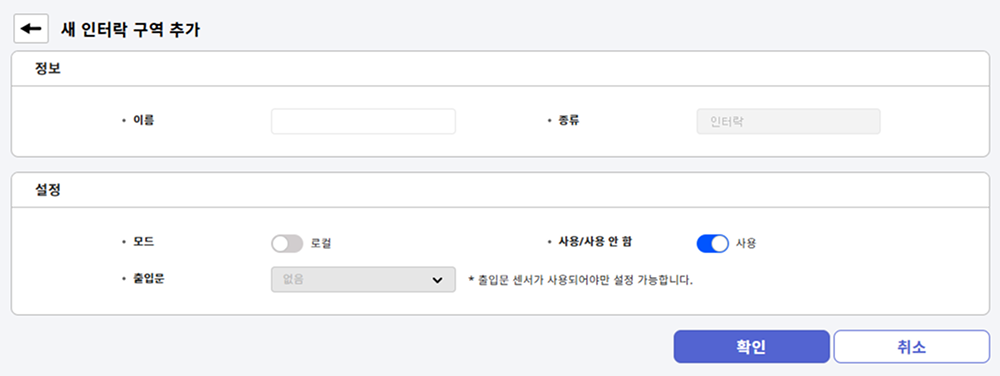 새 인터락 구역 추가
정보
• 이름
• 종류 인터락
설정
• 모드 로컬
• 사용/사용 안 함 사용
• 출입문 없음 * 출입문 센서가 사용되어야만 설정 가능합니다.
확인 취소